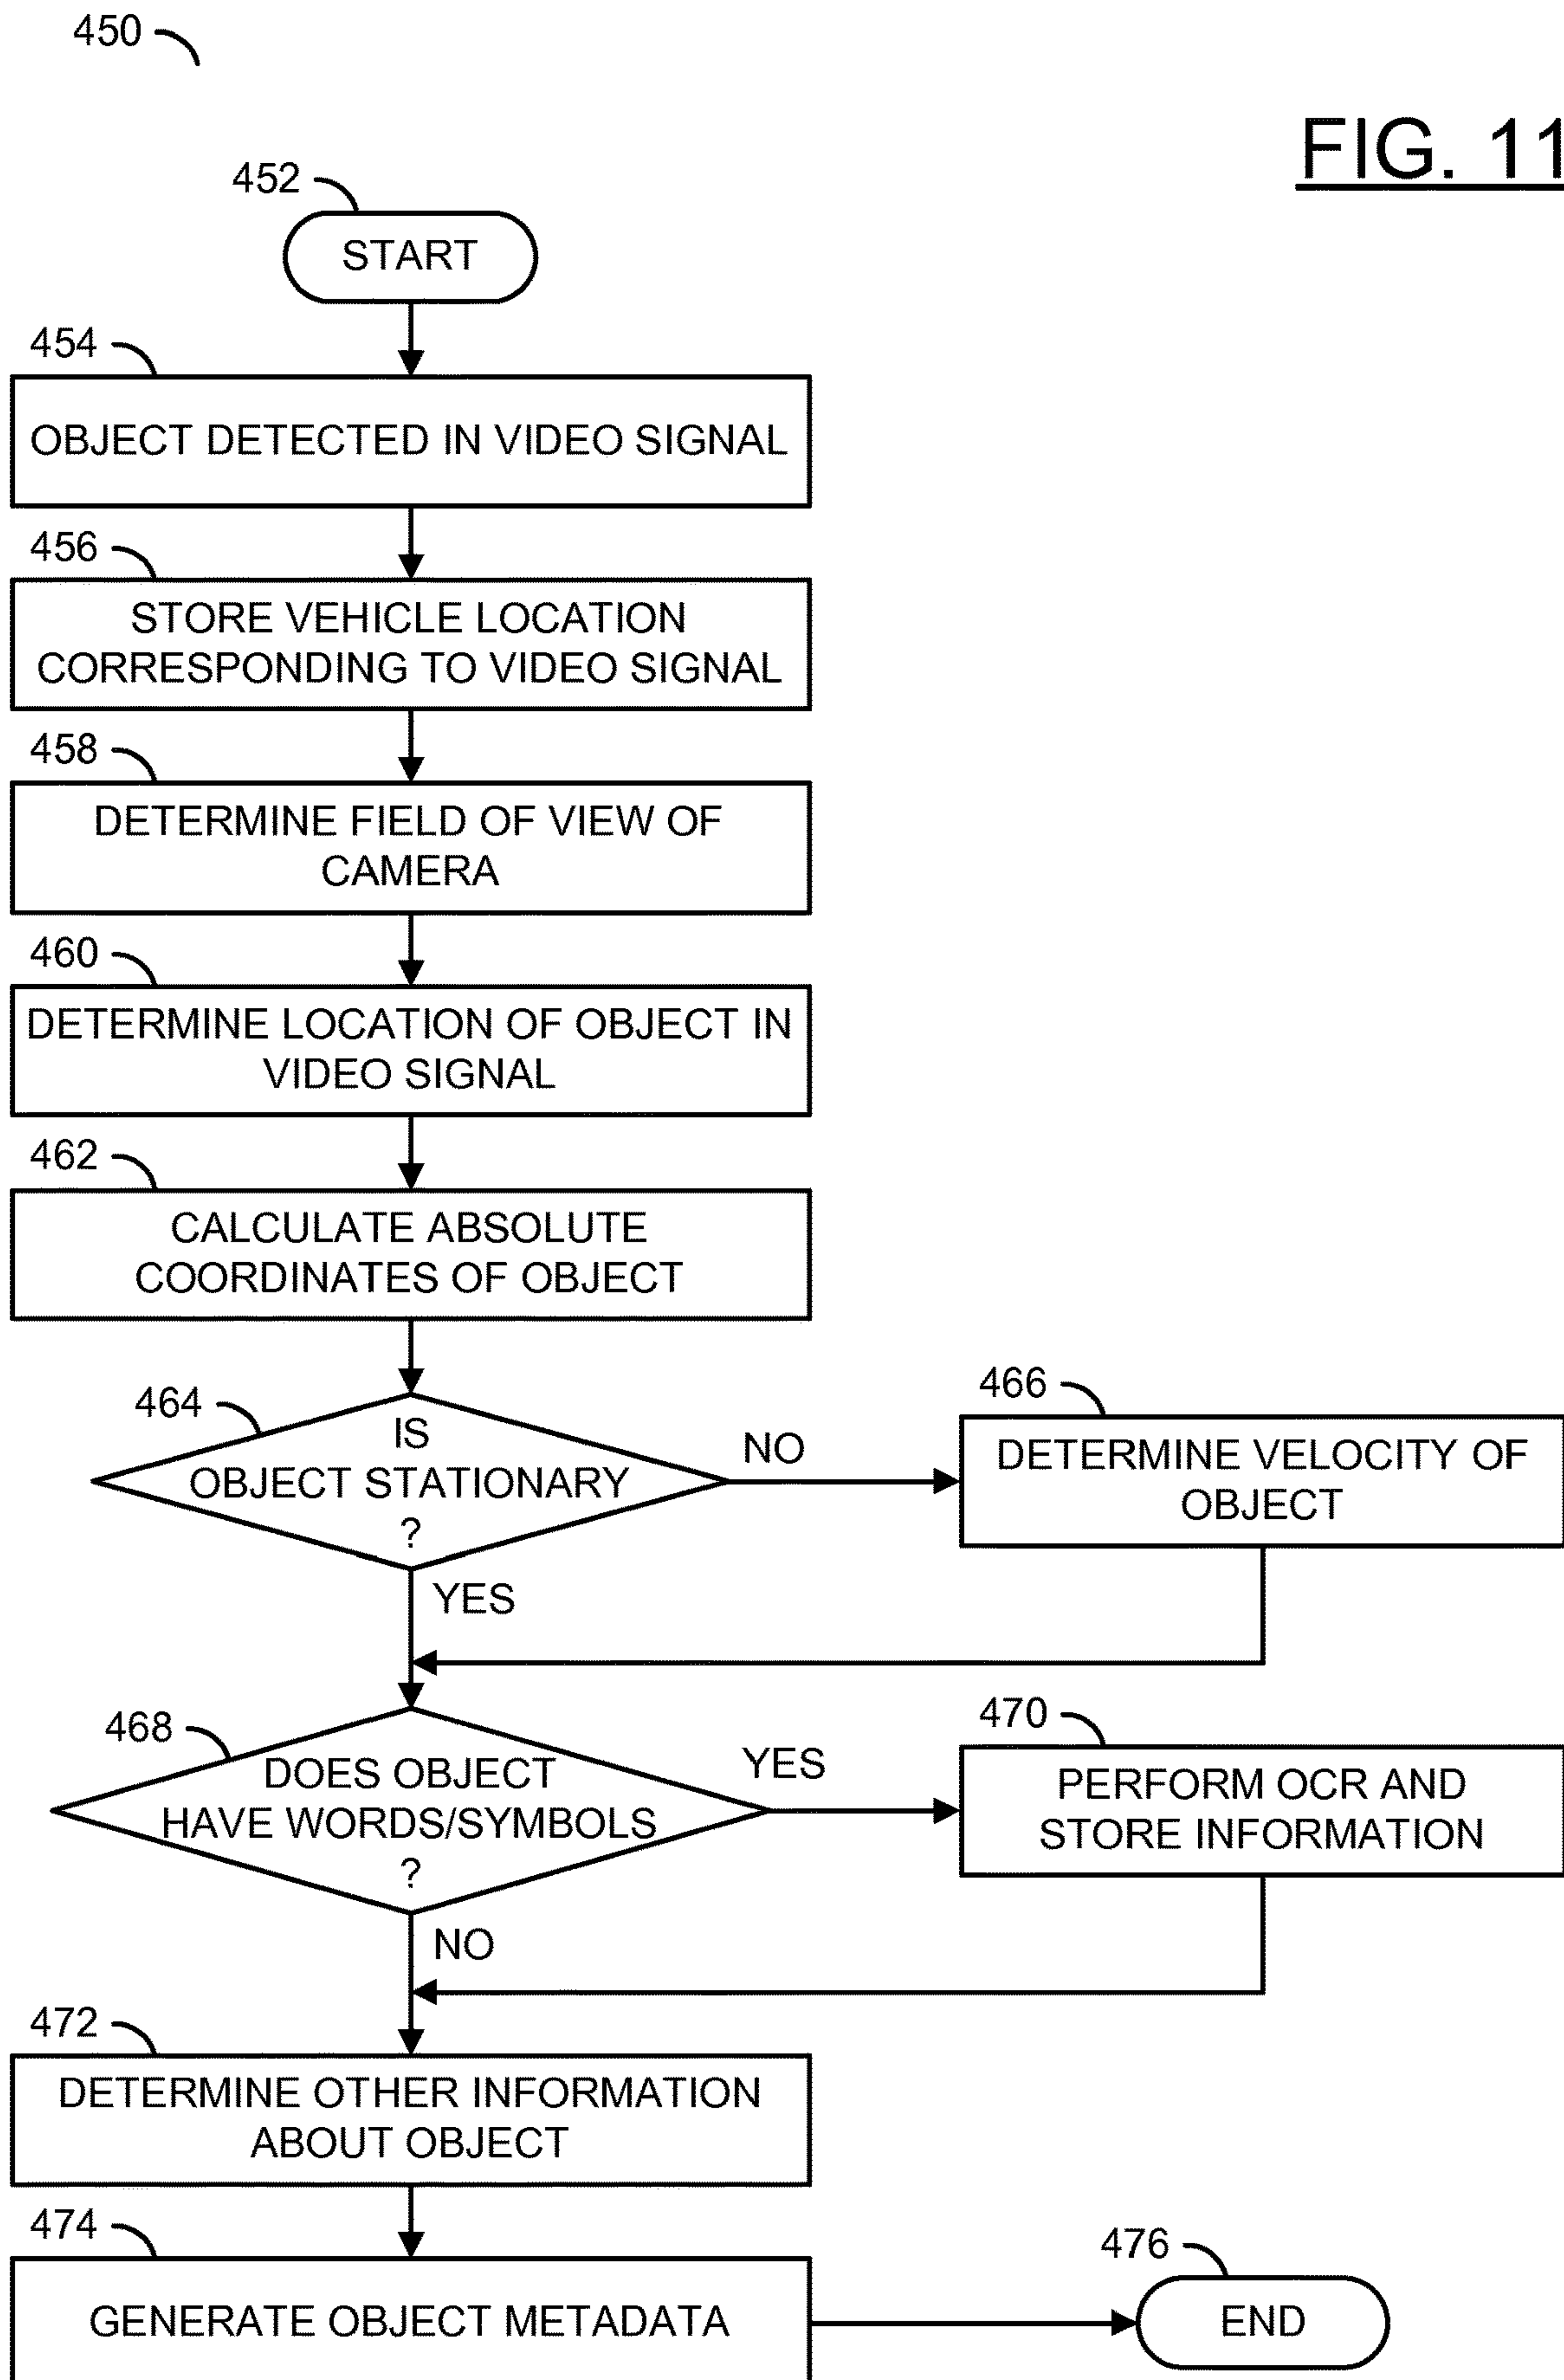 450
FIG. 11
452
START
454
OBJECT DETECTED IN VIDEO SIGNAL
456
STORE VEHICLE LOCATION
CORRESPONDING TO VIDEO SIGNAL
458
DETERMINE FIELD OF VIEW OF
CAMERA
460
DETERMINE LOCATION OF OBJECT IN
VIDEO SIGNAL
462
CALCULATE ABSOLUTE
COORDINATES OF OBJECT
464
IS
OBJECT STATIONARY
?
NO
466
DETERMINE VELOCITY OF
OBJECT
YES
468
DOES OBJECT
HAVE WORDS/SYMBOLS
?
YES
470
PERFORM OCR AND
STORE INFORMATION
NO
472
DETERMINE OTHER INFORMATION
ABOUT OBJECT
474
GENERATE OBJECT METADATA
476
END